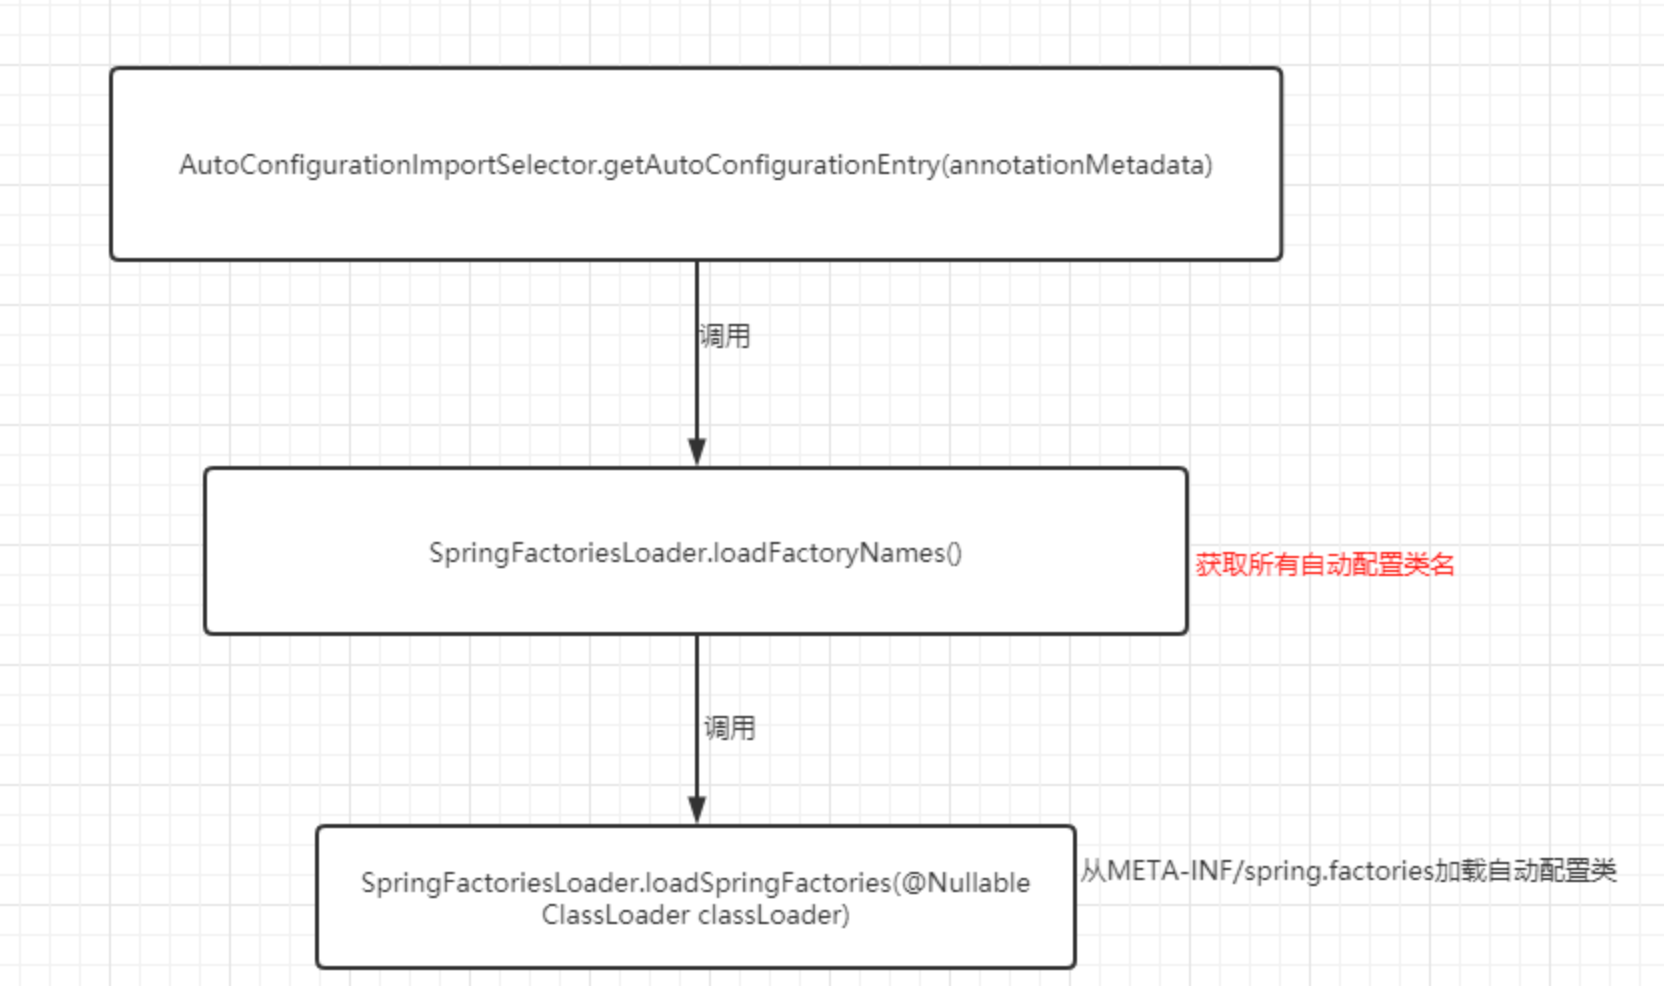 AutoConfigurationImportSelector.getAutoConfigurationEntry(annotationMetadata)
调用
SpringFactoriesLoader.loadFactoryNames()
获取所有自动配置类名
调用
SpringFactoriesLoader.loadSpringFactories(@Nullable
ClassLoader classLoader)
从META-INF/spring.factories加载自动配置类